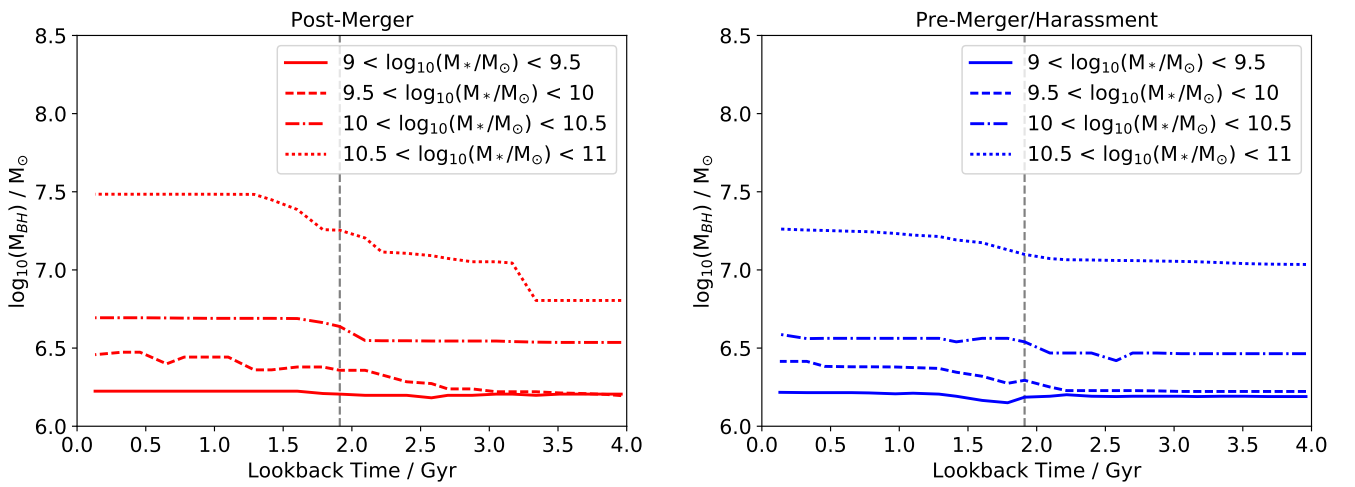 Post-Merger
8.5
8.0
7.5
7.0
6.5
6.0
log₁₀(M_BH) / M⊙
9 < log₁₀(M*/M⊙) < 9.5
9.5 < log₁₀(M*/M⊙) < 10
10 < log₁₀(M*/M⊙) < 10.5
10.5 < log₁₀(M*/M⊙) < 11
0.0 0.5 1.0 1.5 2.0 2.5 3.0 3.5 4.0
Lookback Time / Gyr
Pre-Merger/Harassment
8.5
8.0
7.5
7.0
6.5
6.0
log₁₀(M_BH) / M⊙
9 < log₁₀(M*/M⊙) < 9.5
9.5 < log₁₀(M*/M⊙) < 10
10 < log₁₀(M*/M⊙) < 10.5
10.5 < log₁₀(M*/M⊙) < 11
0.0 0.5 1.0 1.5 2.0 2.5 3.0 3.5 4.0
Lookback Time / Gyr